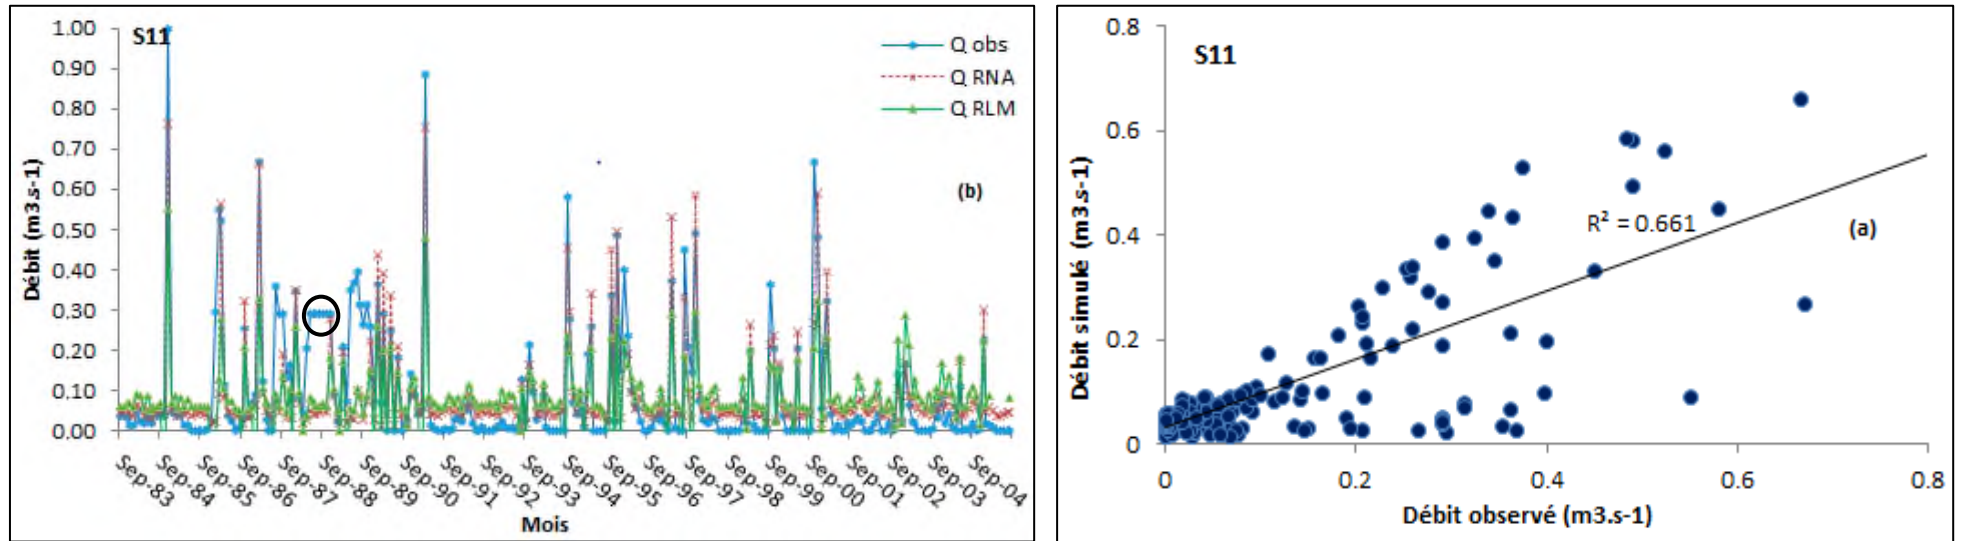 S11
1.00
0.90
0.80
0.70
0.60
0.50
0.40
0.30
0.20
0.10
0.00
Débit (m3.s-1)
Q obs
Q RNA
Q RLM
(b)
Sep-83
Sep-84
Sep-85
Sep-86
Sep-87
Sep-88
Sep-89
Sep-90
Sep-91
Sep-92
Sep-93
Sep-94
Sep-95
Sep-96
Sep-97
Sep-98
Sep-99
Sep-00
Sep-01
Sep-02
Sep-03
Sep-04
Mois
S11
0.8
0.6
0.4
0.2
0
Débit simulé (m3.s-1)
R² = 0.661
(a)
0
0.2
0.4
0.6
0.8
Débit observé (m3.s-1)